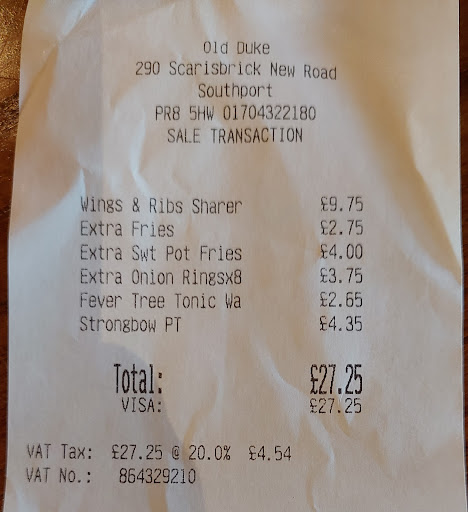 Old Duke
290 Scarisbrick New Road
Southport
PR8 5HW 01704322180
SALE TRANSACTION
Wings & Ribs Sharer £9.75
Extra Fries £2.75
Extra Swt Pot Fries £4.00
Extra Onion Ringsx8 £3.75
Fever Tree Tonic Wa £2.65
Strongbow PT £4.35
Total: £27.25
VISA: £27.25
VAT Tax: £27.25 @ 20.0% £4.54
VAT No.: 864329210